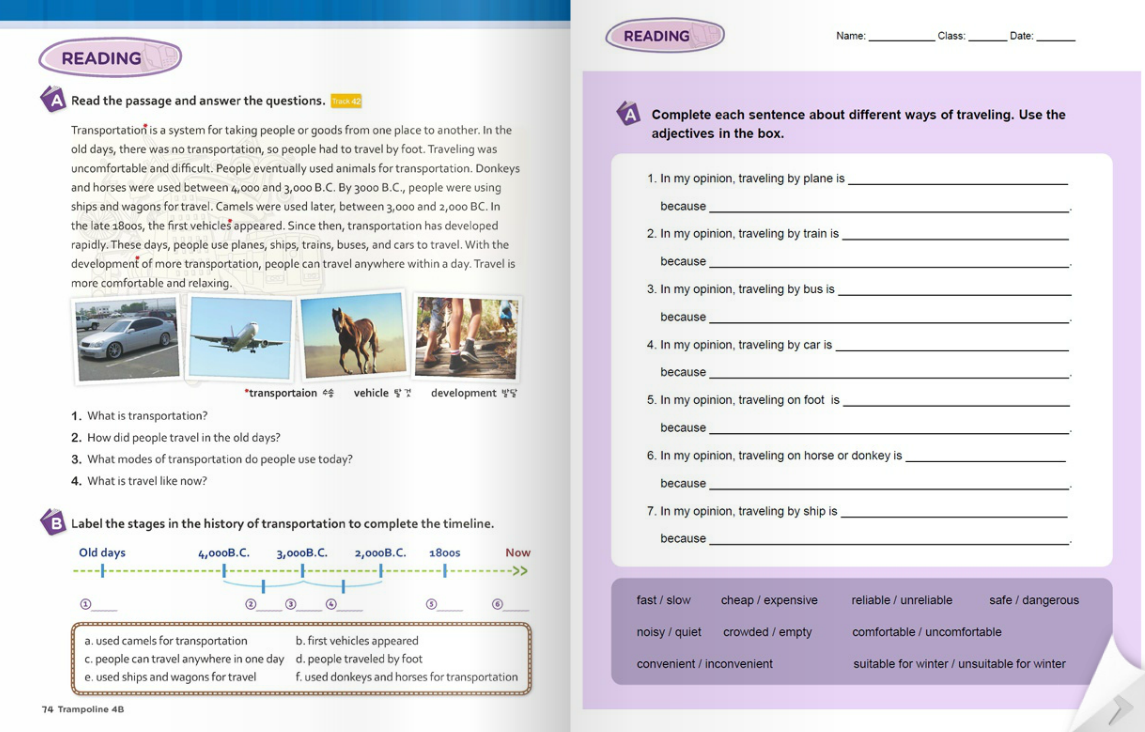 READING
A Read the passage and answer the questions. Track 42
Transportation* is a system for taking people or goods from one place to another. In the
old days, there was no transportation, so people had to travel by foot. Traveling was
uncomfortable and difficult. People eventually used animals for transportation. Donkeys
and horses were used between 4,000 and 3,000 B.C. By 3000 B.C., people were using
ships and wagons for travel. Camels were used later, between 3,000 and 2,000 BC. In
the late 1800s, the first vehicles* appeared. Since then, transportation has developed
rapidly. These days, people use planes, ships, trains, buses, and cars to travel. With the
development* of more transportation, people can travel anywhere within a day. Travel is
more comfortable and relaxing.
*transportaion 수송 vehicle 탈것 development 발달
1. What is transportation?
2. How did people travel in the old days?
3. What modes of transportation do people use today?
4. What is travel like now?
B Label the stages in the history of transportation to complete the timeline.
Old days 4,000B.C. 3,000B.C. 2,000B.C. 1800s Now
① ② ③ ④ ⑤ ⑥
a. used camels for transportation b. first vehicles appeared
c. people can travel anywhere in one day d. people traveled by foot
e. used ships and wagons for travel f. used donkeys and horses for transportation
74 Trampoline 4B
READING
Name: ____ Class: ____ Date: ____
A Complete each sentence about different ways of traveling. Use the
adjectives in the box.
1. In my opinion, traveling by plane is ____
because ____.
2. In my opinion, traveling by train is ____
because ____.
3. In my opinion, traveling by bus is ____
because ____.
4. In my opinion, traveling by car is ____
because ____.
5. In my opinion, traveling on foot is ____
because ____.
6. In my opinion, traveling on horse or donkey is ____
because ____.
7. In my opinion, traveling by ship is ____
because ____.
fast / slow cheap / expensive reliable / unreliable safe / dangerous
noisy / quiet crowded / empty comfortable / uncomfortable
convenient / inconvenient suitable for winter / unsuitable for winter